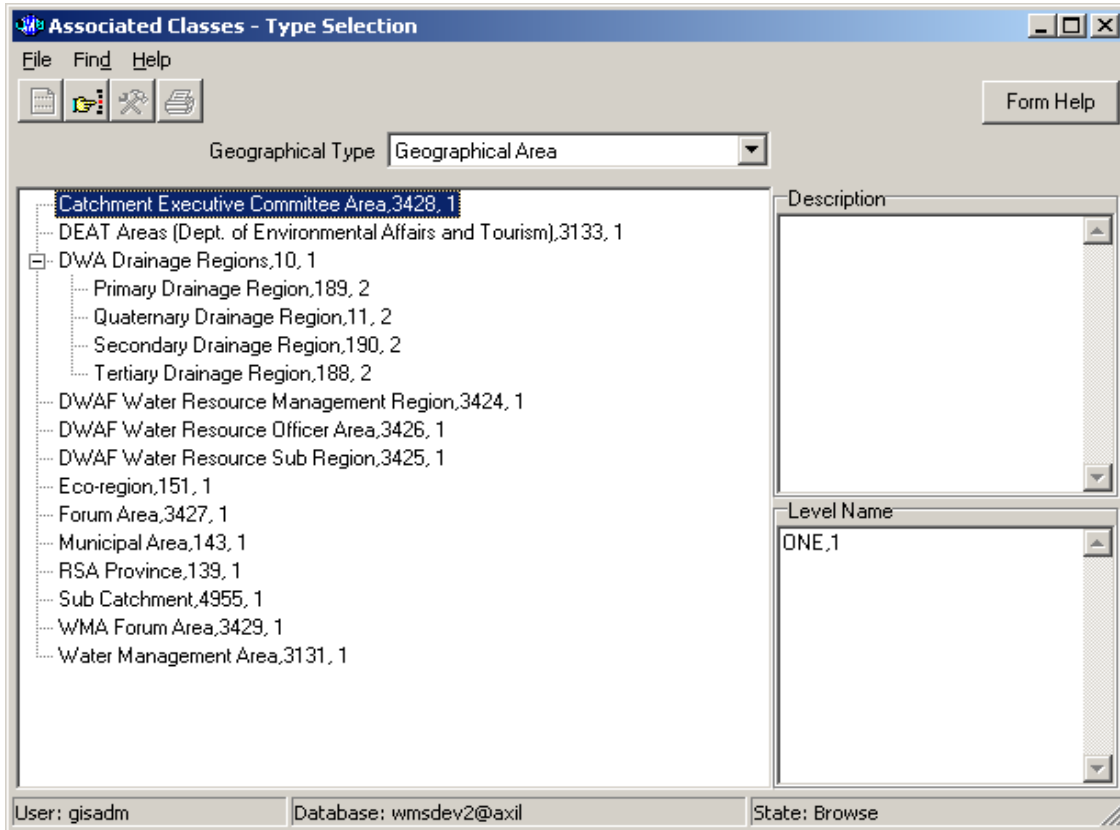 Associated Classes - Type Selection
File Find Help
Form Help
Geographical Type Geographical Area
Catchment Executive Committee Area,3428, 1
DEAT Areas (Dept. of Environmental Affairs and Tourism),3133, 1
DWA Drainage Regions,10, 1
Primary Drainage Region,189, 2
Quaternary Drainage Region,11, 2
Secondary Drainage Region,190, 2
Tertiary Drainage Region,188, 2
DWAF Water Resource Management Region,3424, 1
DWAF Water Resource Officer Area,3426, 1
DWAF Water Resource Sub Region,3425, 1
Eco-region,151, 1
Forum Area,3427, 1
Municipal Area,143, 1
RSA Province,139, 1
Sub Catchment,4955, 1
WMA Forum Area,3429, 1
Water Management Area,3131, 1
Description
Level Name
ONE,1
User: gisadm Database: wmsdev2@axil State: Browse